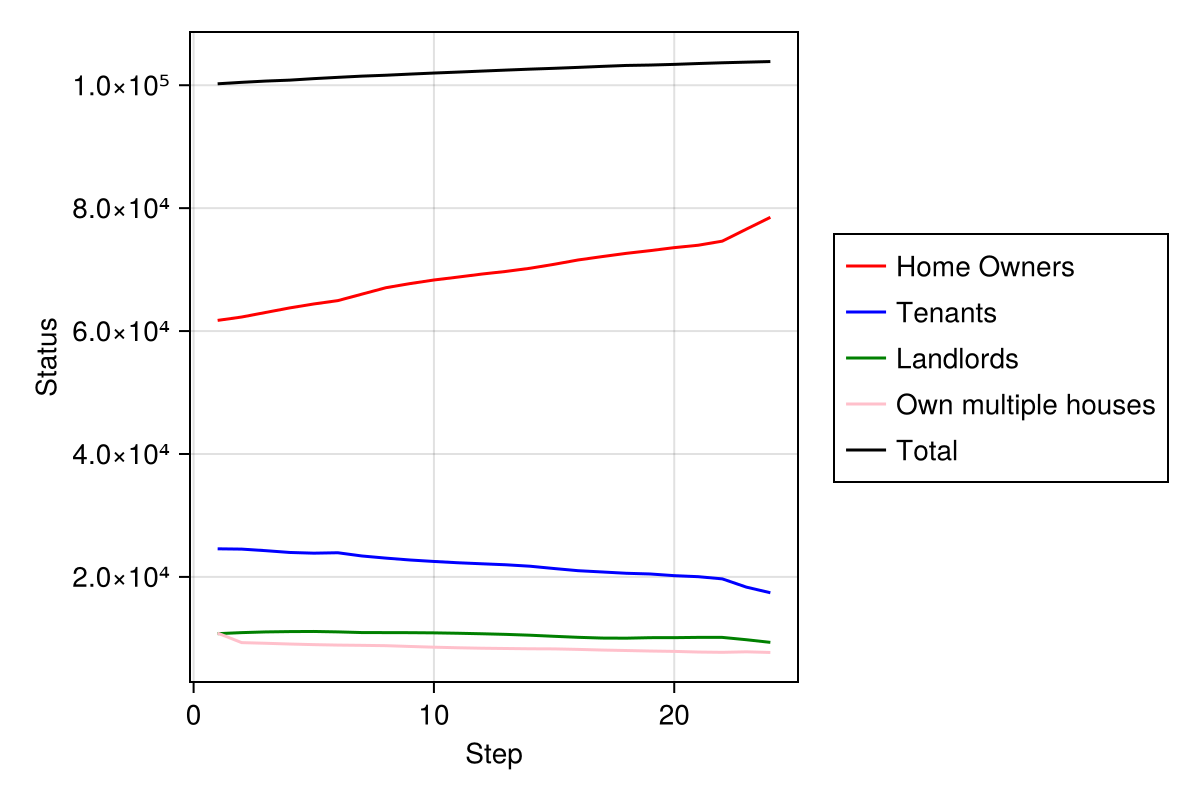 1.0×10⁵
8.0×10⁴
6.0×10⁴
4.0×10⁴
2.0×10⁴
Status
0
10
20
Step
Home Owners
Tenants
Landlords
Own multiple houses
Total